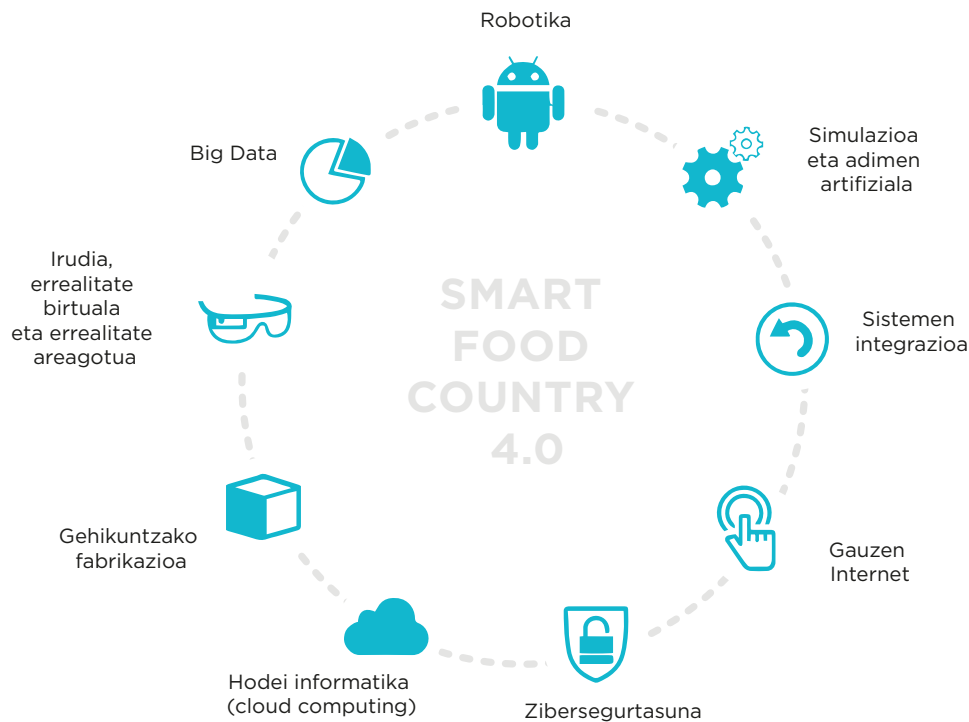 Robotika
Simulazioa
eta adimen
artifiziala
Sistemen
integrazioa
Gauzen
Internet
Zibersegurtasuna
Hodei informatika
(cloud computing)
Gehikuntzako
fabrikazioa
Irudia,
errealitate
birtuala
eta errealitate
areagotua
Big Data
SMART
FOOD
COUNTRY
4.0